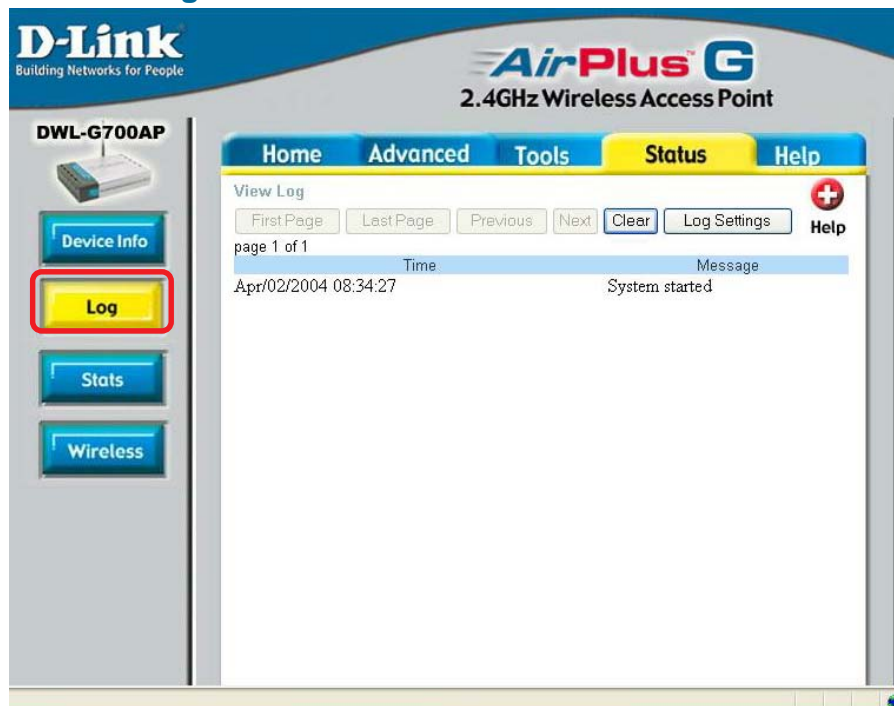 D-Link
Building Networks for People
AirPlus™ G
2.4GHz Wireless Access Point
DWL-G700AP
Home Advanced Tools Status Help
View Log
First Page Last Page Previous Next Clear Log Settings
Help
page 1 of 1
Time Message
Apr/02/2004 08:34:27 System started
Device Info
Log
Stats
Wireless